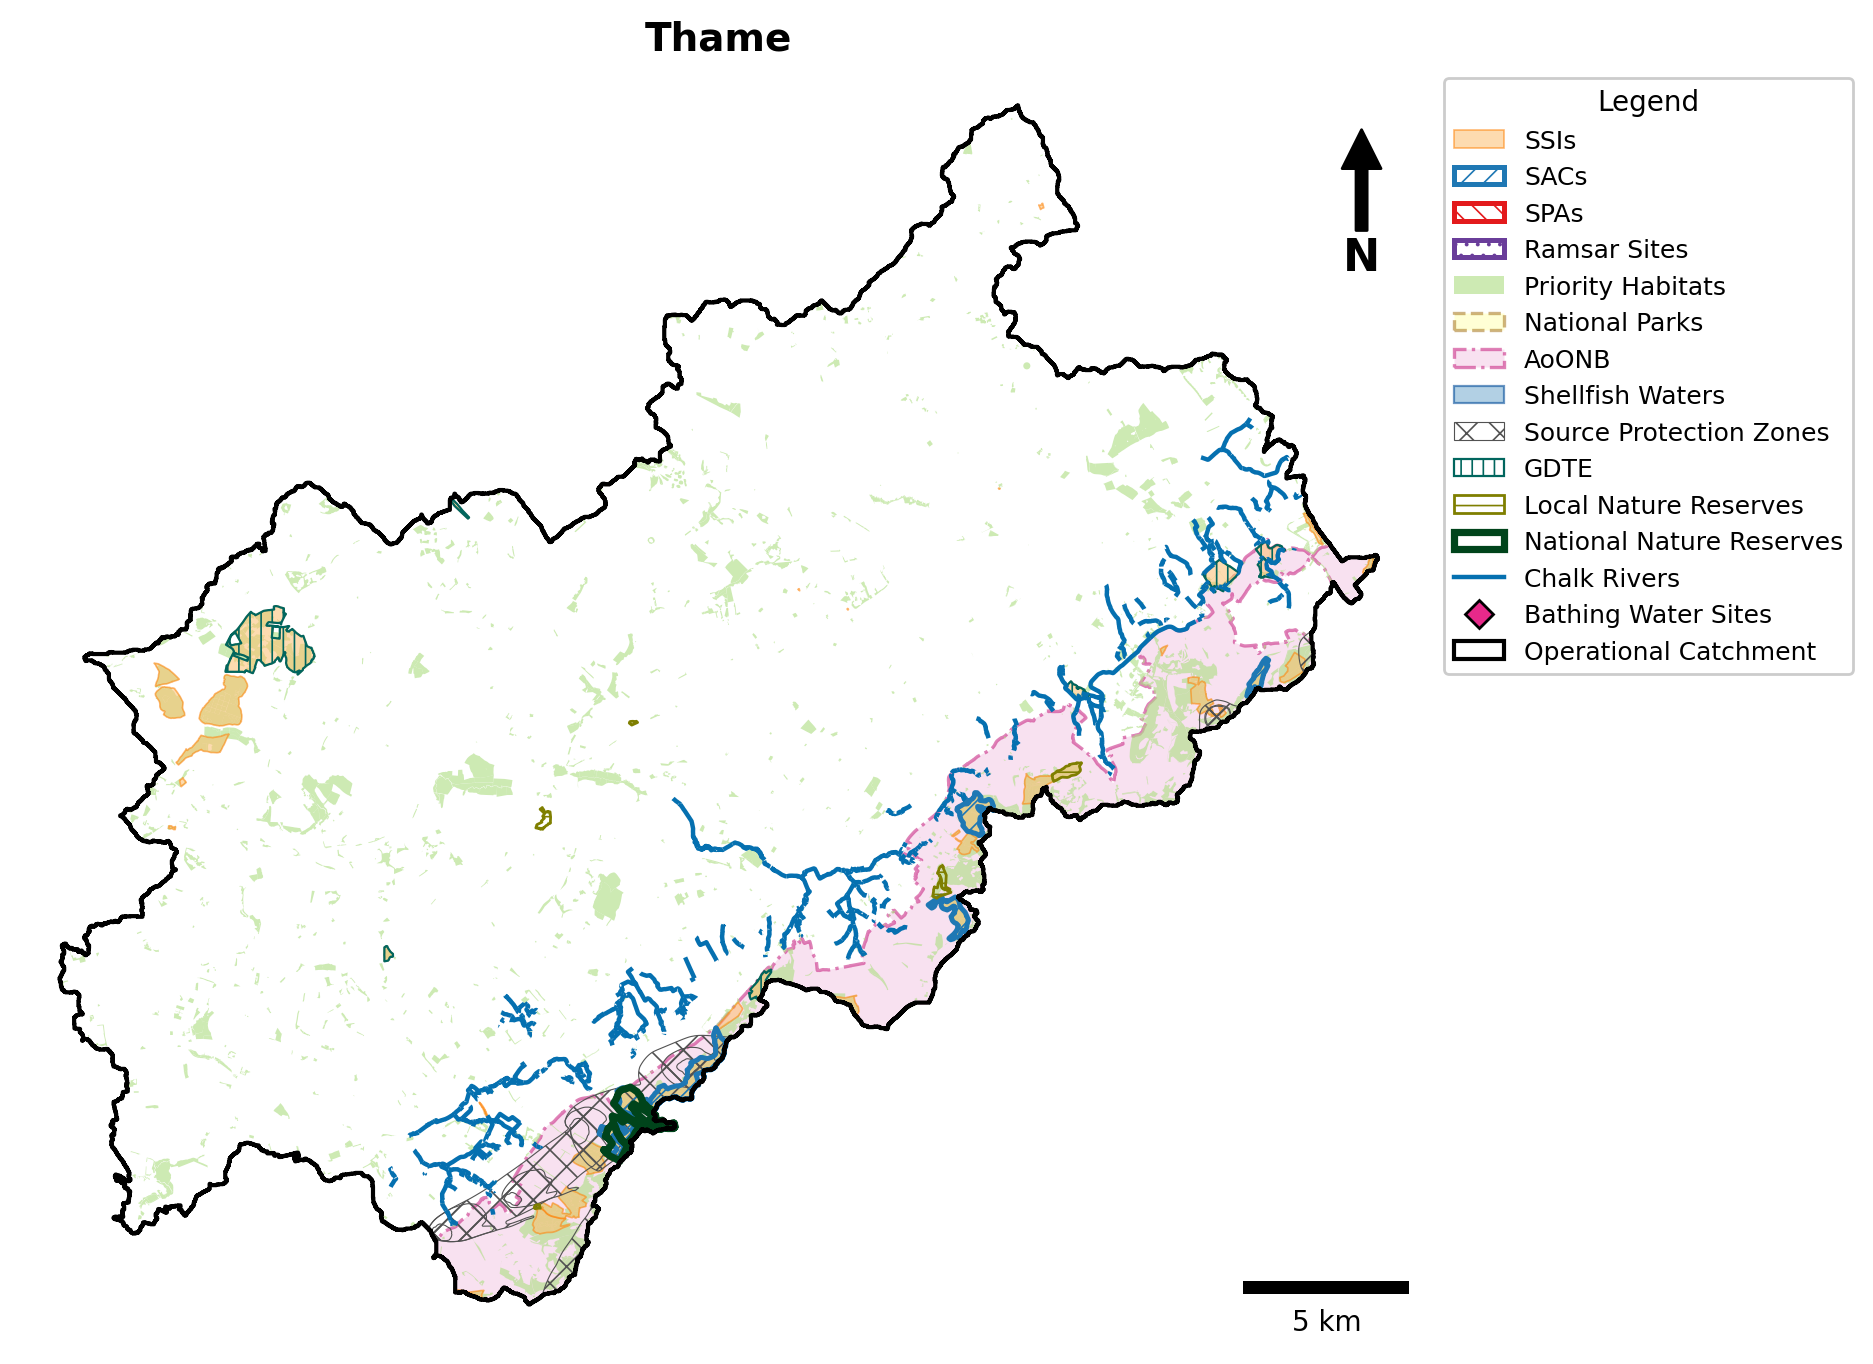 Thame
Legend
SSIs
SACs
SPAs
Ramsar Sites
Priority Habitats
National Parks
AoONB
Shellfish Waters
Source Protection Zones
GDTE
Local Nature Reserves
National Nature Reserves
Chalk Rivers
Bathing Water Sites
Operational Catchment
N
5 km